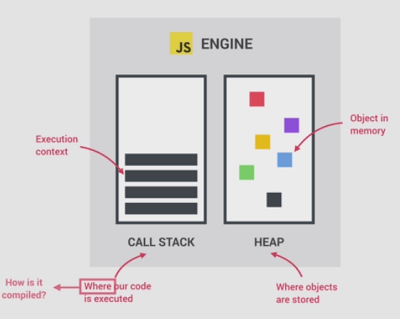 JS ENGINE
Execution
context
Object in
memory
CALL STACK
HEAP
How is it
compiled?
Where our code
is executed
Where objects
are stored